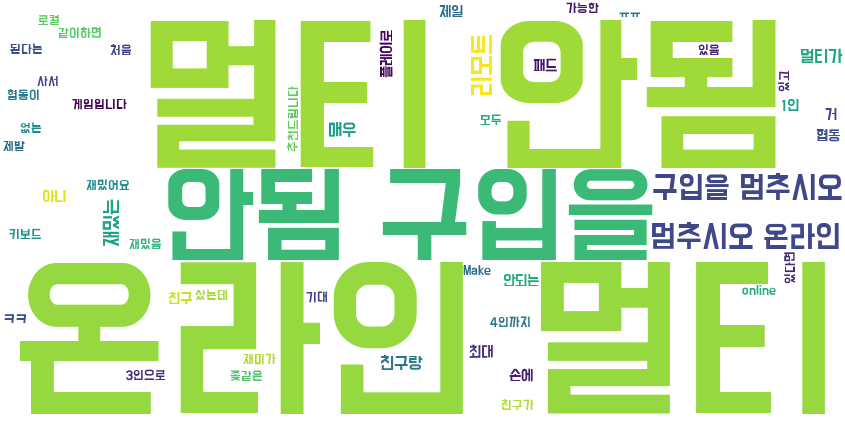 로컬
같이하면
된다는
처음
제일
가능한
ㅠㅠ
멀티 안됨
플레이로
리모트
패드
있음
있고
멀티가
사서
협동이
게임입니다
추천드립니다
매우
모두
1인
거
협동
없는
제발
안됨 구입을
구입을 멈추시오
멈추시오 온라인
아니
재밌어요
재밌는
재밌음
키보드
온라인 멀티
Make
안되는
있다면
online
친구
샀는데
기대
ㅋㅋ
4인까지
최대
친구랑
재미가
좆같은
3인으로
손에
친구가